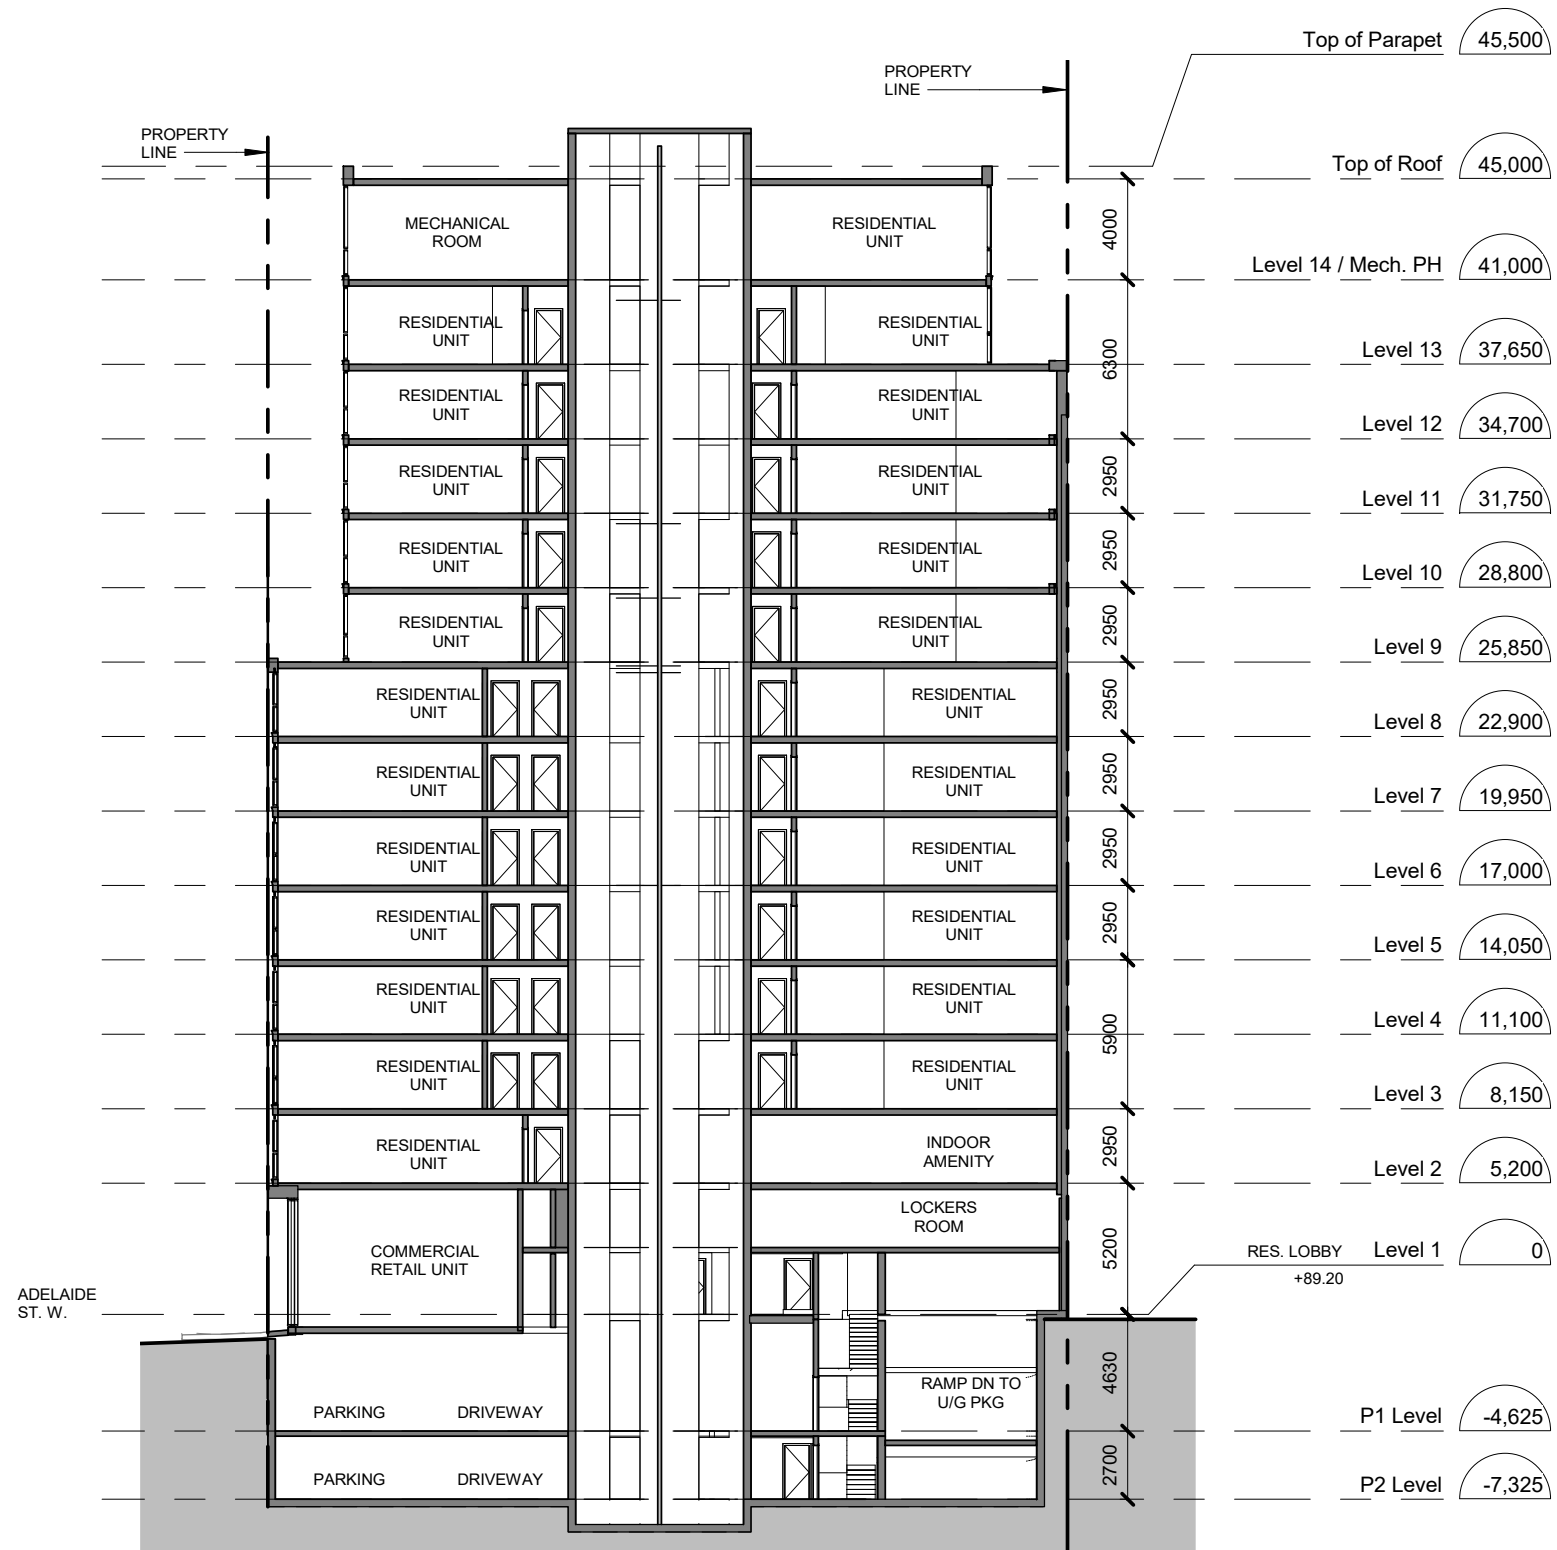 Top of Parapet 45,500
PROPERTY
LINE
PROPERTY
LINE
Top of Roof 45,000
MECHANICAL
ROOM
RESIDENTIAL
UNIT
4000
Level 14 / Mech. PH 41,000
RESIDENTIAL
UNIT
RESIDENTIAL
UNIT
6300
Level 13 37,650
RESIDENTIAL
UNIT
RESIDENTIAL
UNIT
Level 12 34,700
RESIDENTIAL
UNIT
RESIDENTIAL
UNIT
2950
Level 11 31,750
RESIDENTIAL
UNIT
RESIDENTIAL
UNIT
2950
Level 10 28,800
RESIDENTIAL
UNIT
RESIDENTIAL
UNIT
2950
Level 9 25,850
RESIDENTIAL
UNIT
RESIDENTIAL
UNIT
2950
Level 8 22,900
RESIDENTIAL
UNIT
RESIDENTIAL
UNIT
2950
Level 7 19,950
RESIDENTIAL
UNIT
RESIDENTIAL
UNIT
2950
Level 6 17,000
RESIDENTIAL
UNIT
RESIDENTIAL
UNIT
2950
Level 5 14,050
RESIDENTIAL
UNIT
RESIDENTIAL
UNIT
5900
Level 4 11,100
RESIDENTIAL
UNIT
RESIDENTIAL
UNIT
Level 3 8,150
RESIDENTIAL
UNIT
INDOOR
AMENITY
2950
Level 2 5,200
LOCKERS
ROOM
COMMERCIAL
RETAIL UNIT
5200
RES. LOBBY Level 1 0
+89.20
ADELAIDE
ST. W.
4630
RAMP DN TO
U/G PKG
PARKING DRIVEWAY
P1 Level -4,625
PARKING DRIVEWAY
2700
P2 Level -7,325